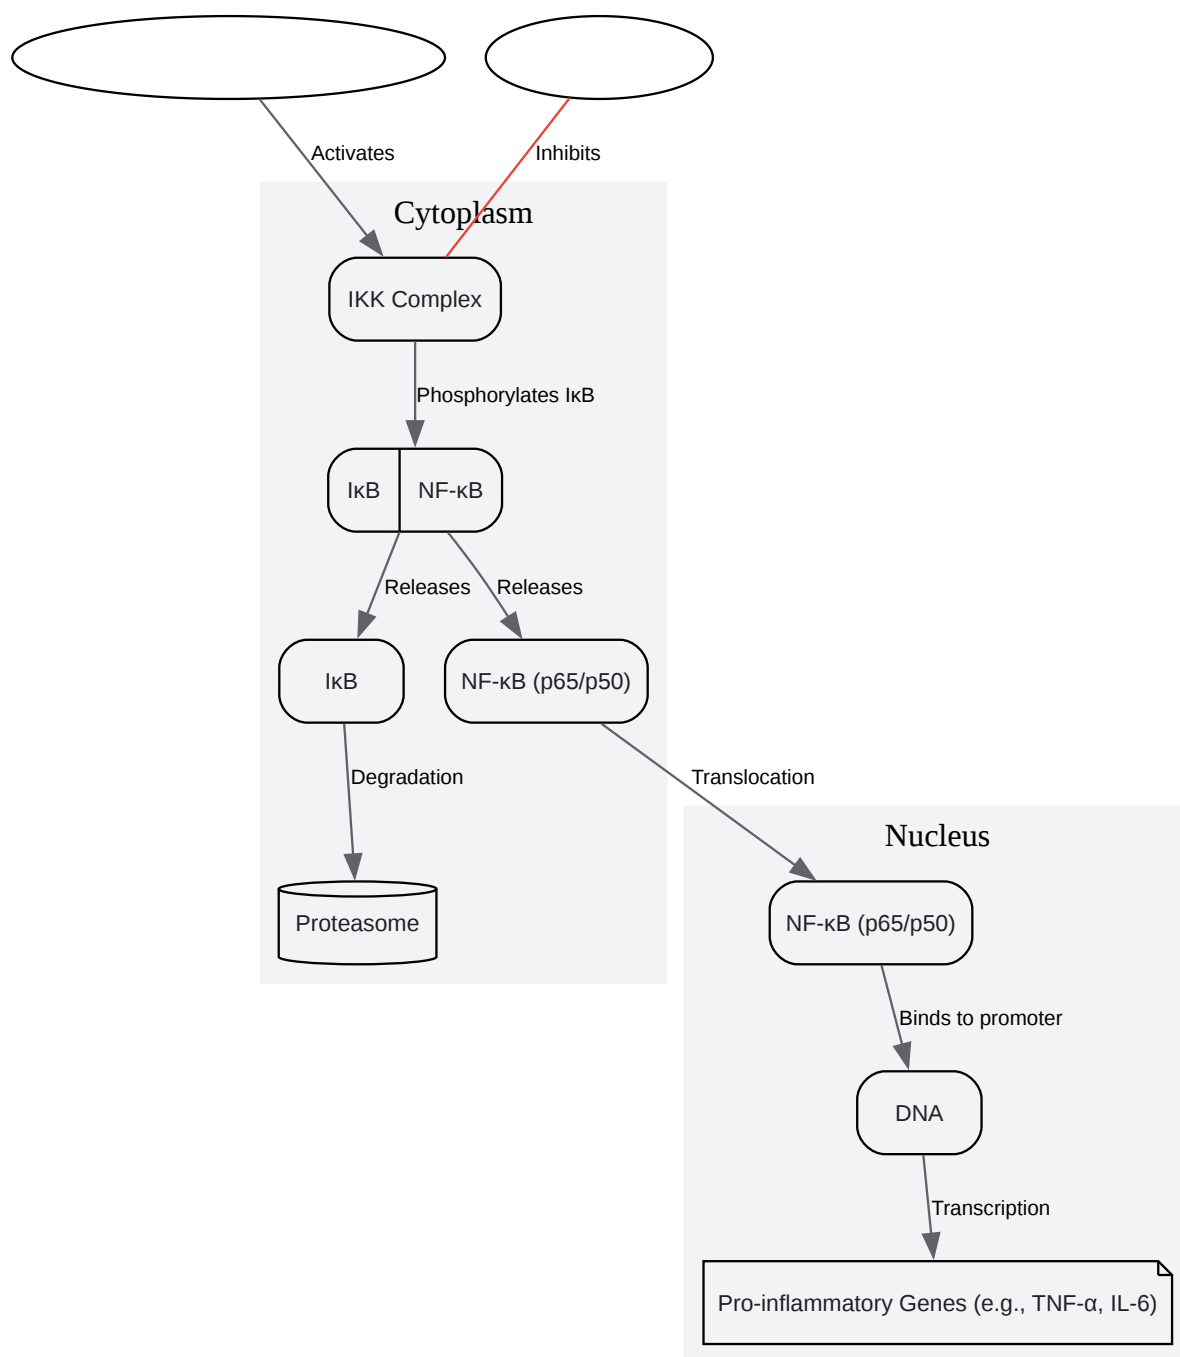 Activates
Inhibits
Cytoplasm
IKK Complex
Phosphorylates IκB
IκB
NF-κB
Releases
Releases
IκB
NF-κB (p65/p50)
Degradation
Translocation
Proteasome
Nucleus
NF-κB (p65/p50)
Binds to promoter
DNA
Transcription
Pro-inflammatory Genes (e.g., TNF-α, IL-6)